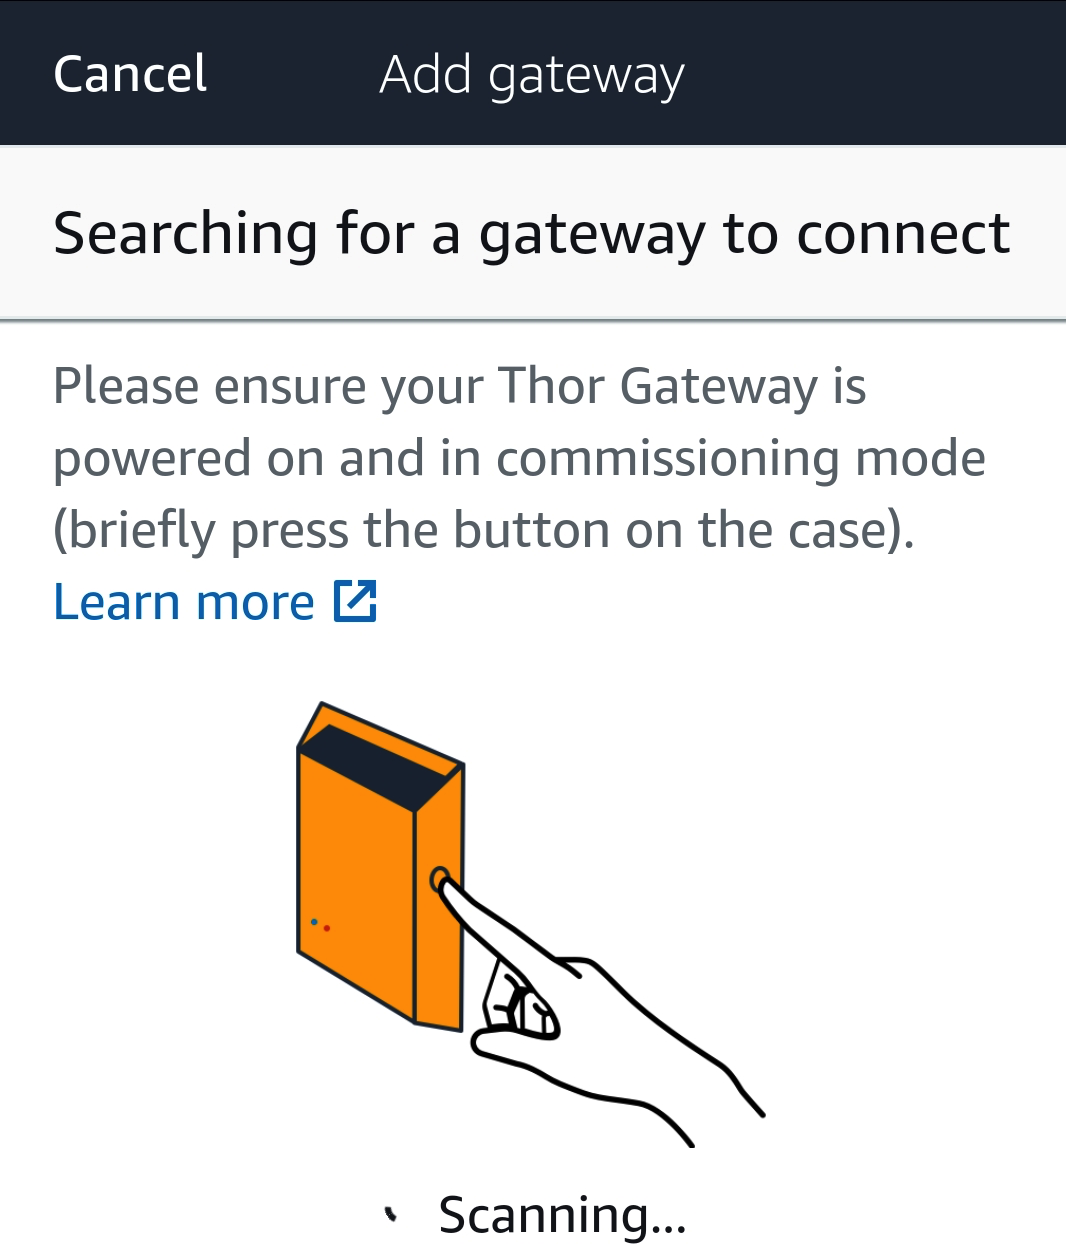 Cancel
Add gateway
Searching for a gateway to connect
Please ensure your Thor Gateway is
powered on and in commissioning mode
(briefly press the button on the case).
Learn more
Scanning...